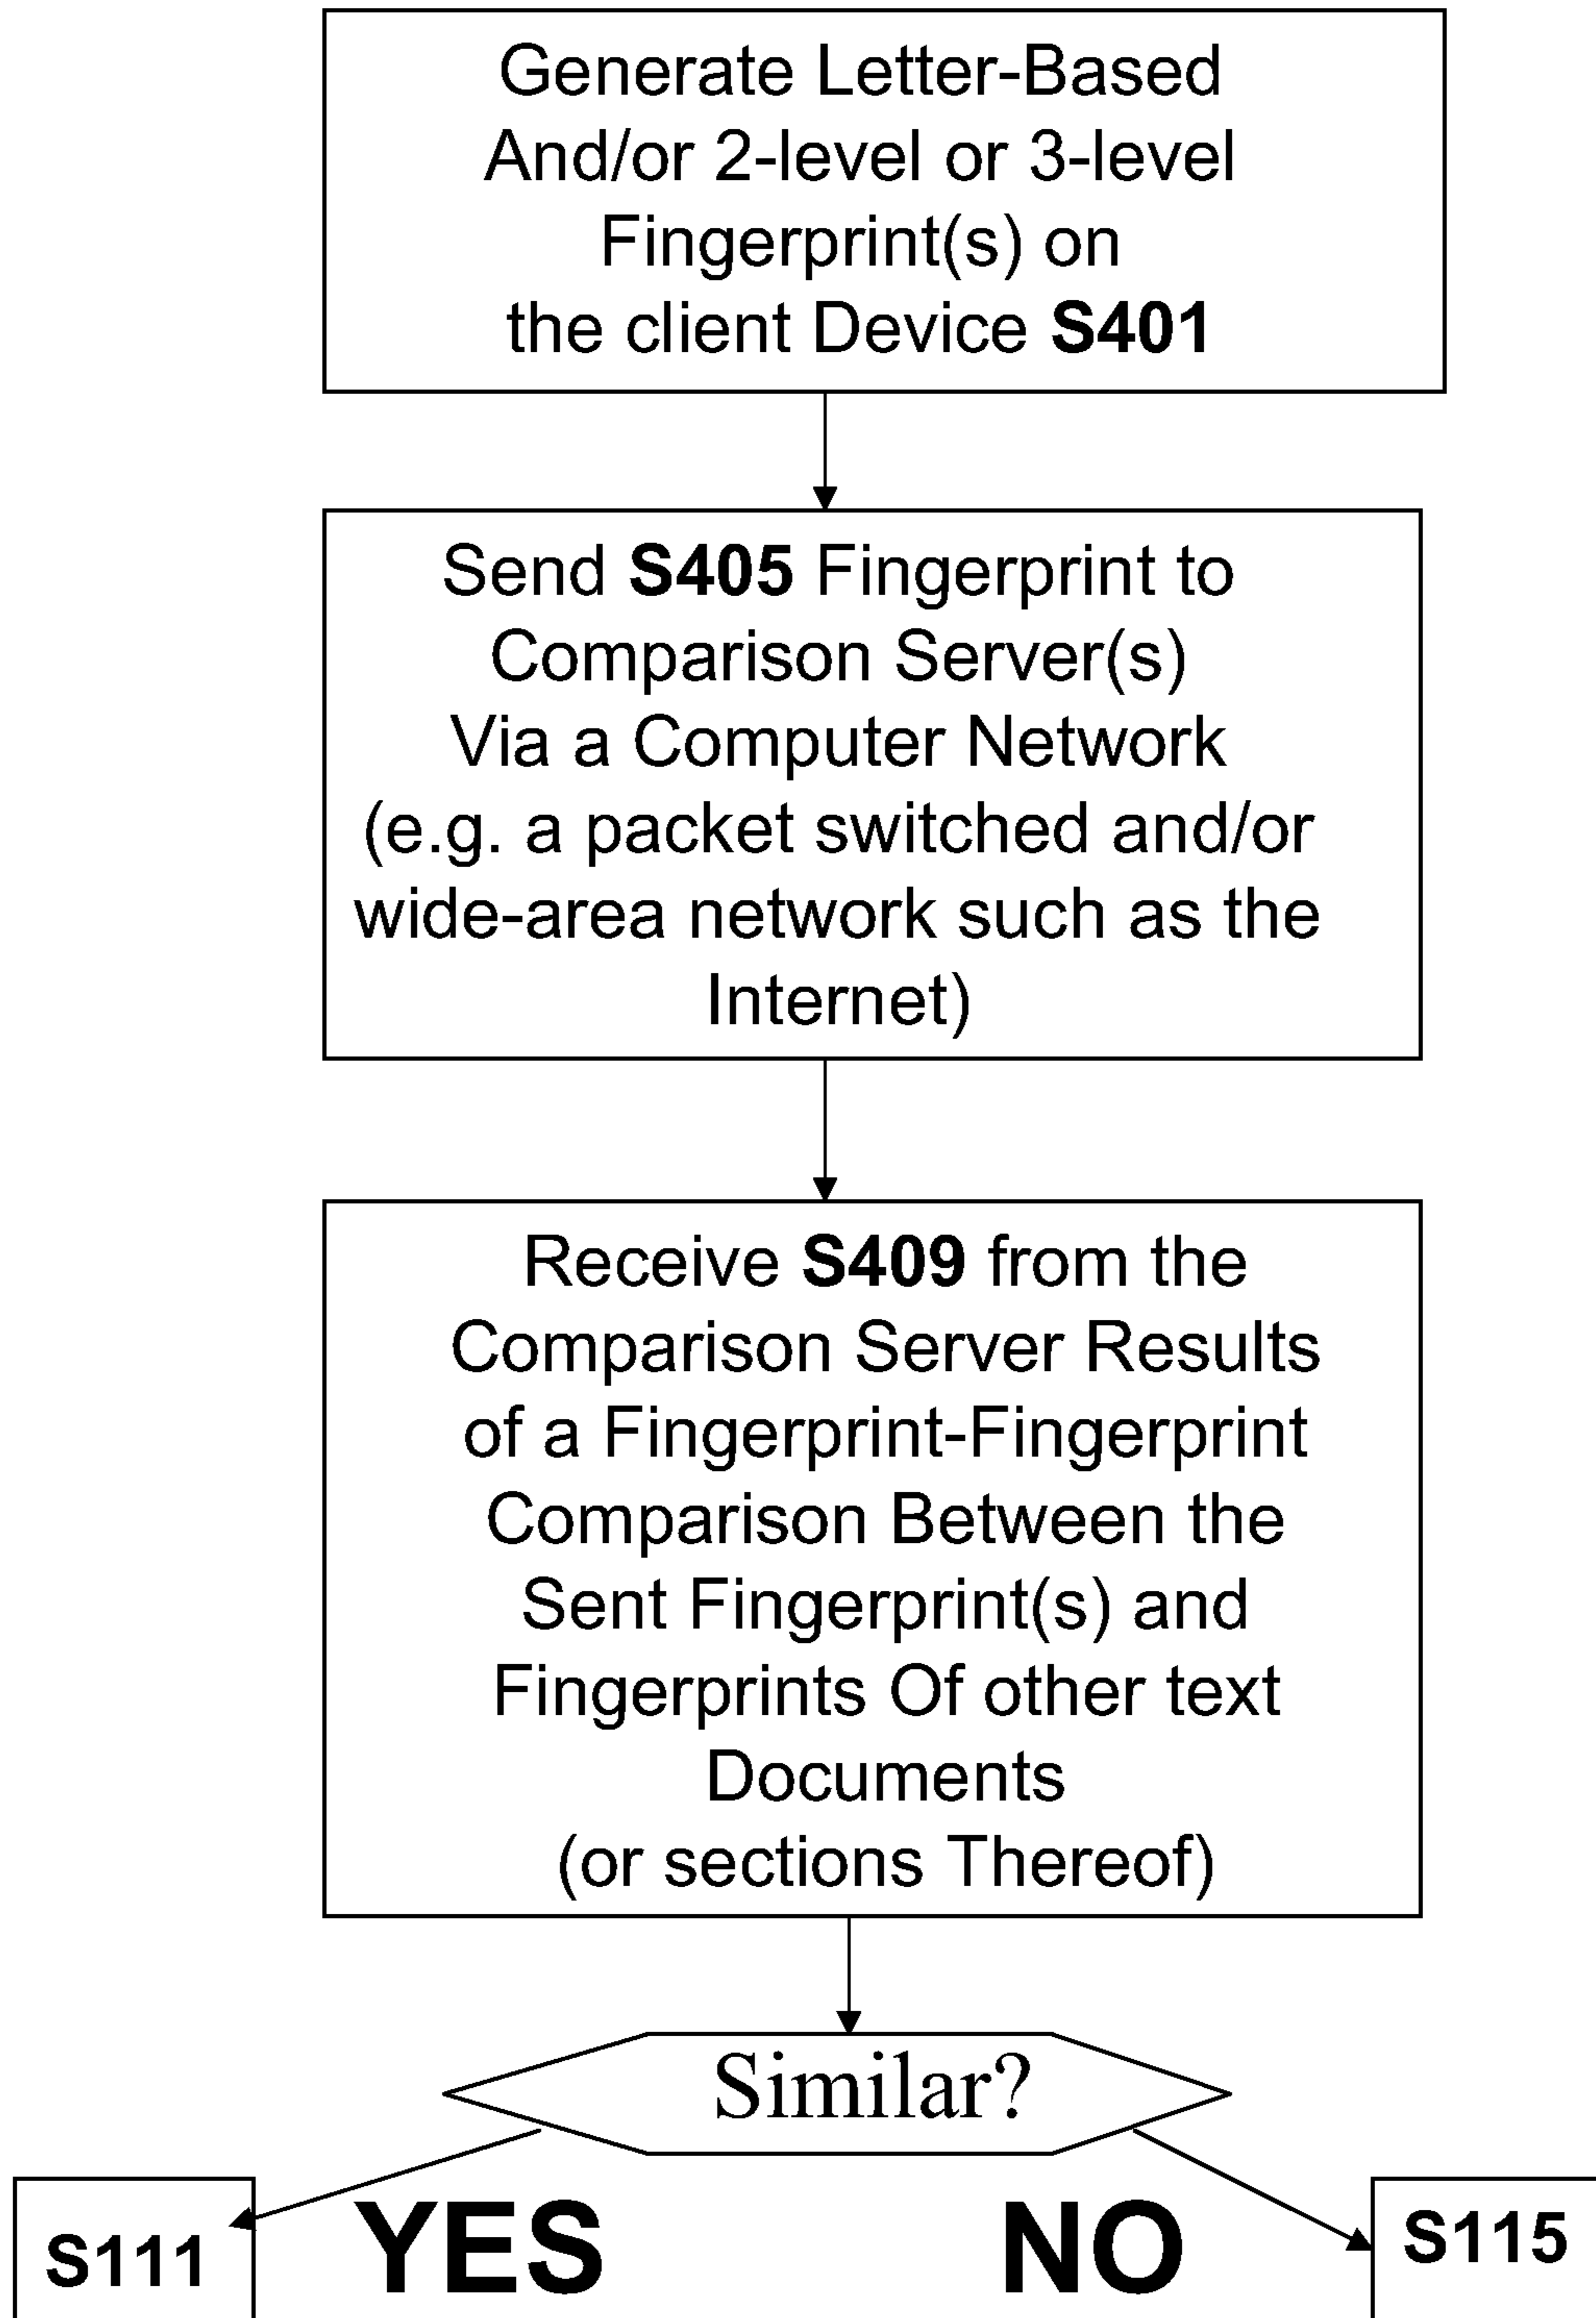 Generate Letter-Based
And/or 2-level or 3-level
Fingerprint(s) on
the client Device S401
Send S405 Fingerprint to
Comparison Server(s)
Via a Computer Network
(e.g. a packet switched and/or
wide-area network such as the
Internet)
Receive S409 from the
Comparison Server Results
of a Fingerprint-Fingerprint
Comparison Between the
Sent Fingerprint(s) and
Fingerprints Of other text
Documents
(or sections Thereof)
Similar?
S111 YES NO S115